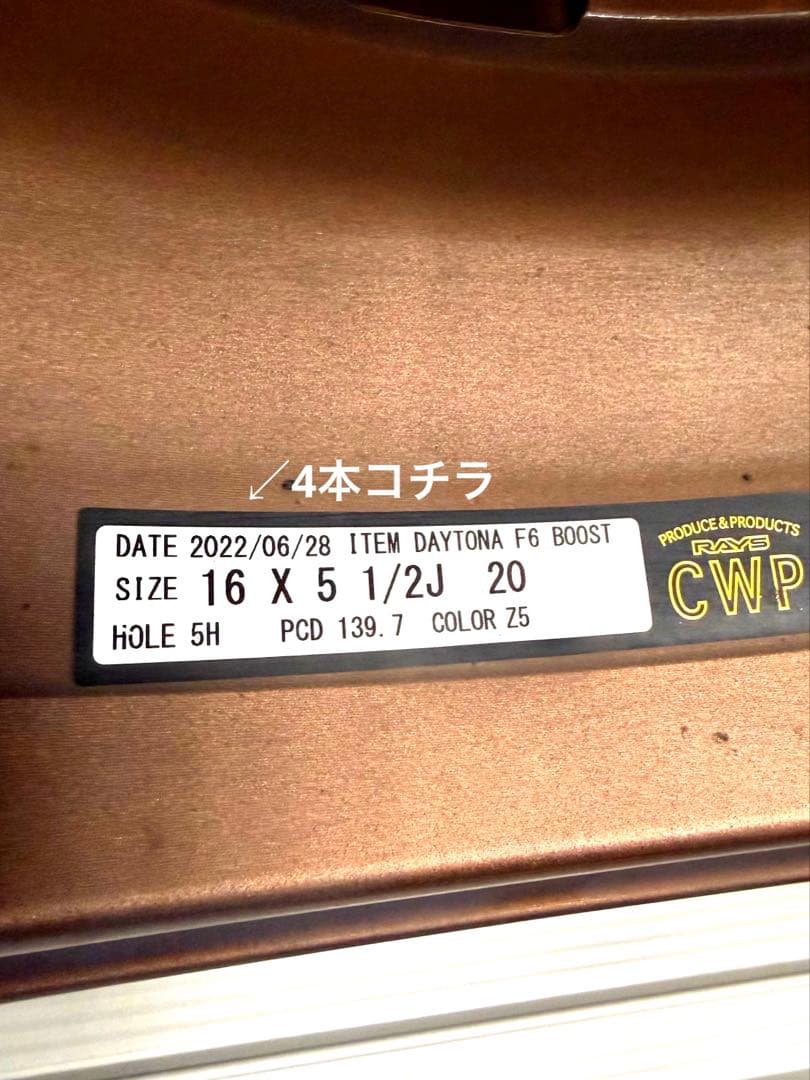 ↙4本コチラ
DATE 2022/06/28 ITEM DAYTONA F6 BOOST
SIZE 16 X 5 1/2J 20
HOLE 5H PCD 139.7 COLOR Z5
PRODUCE & PRODUCTS
RAYS
CWP